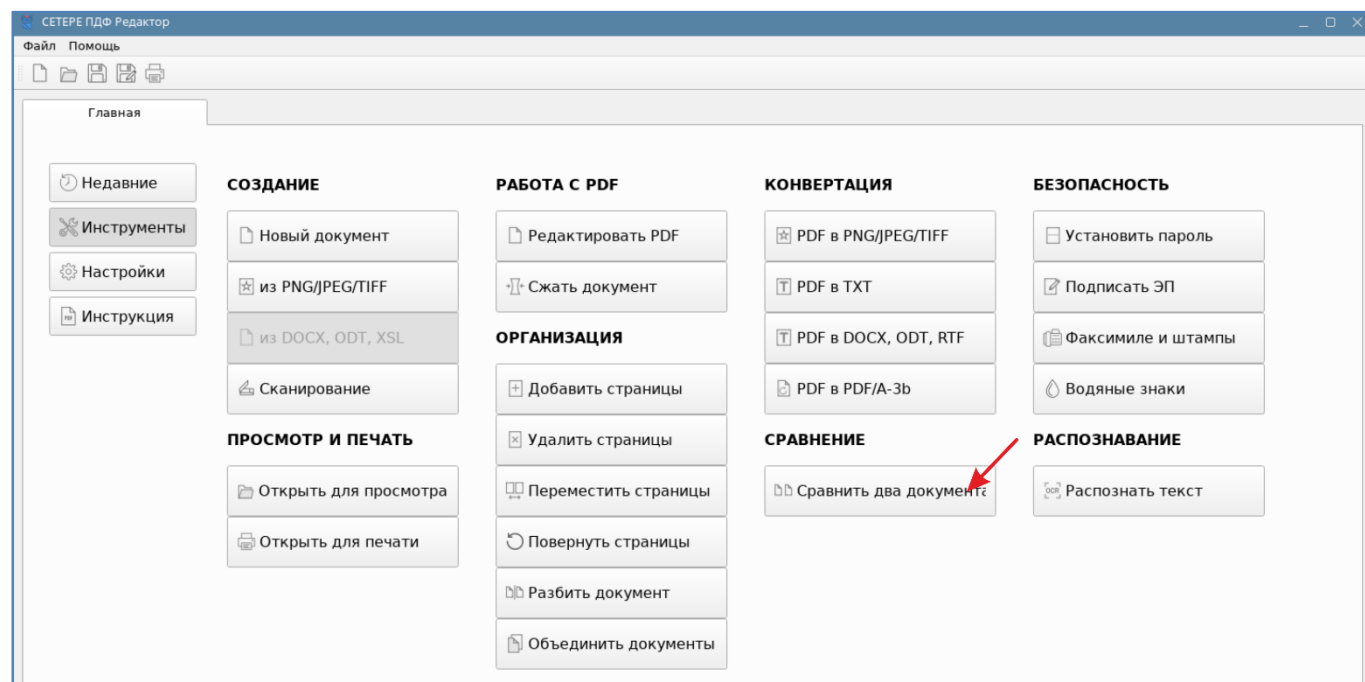 СЕТЕРЕ ПДФ Редактор
Файл Помощь
Главная
Недавние
Инструменты
Настройки
Инструкция
СОЗДАНИЕ
Новый документ
из PNG/JPEG/TIFF
из DOCX, ODT, XSL
Сканирование
ПРОСМОТР И ПЕЧАТЬ
Открыть для просмотра
Открыть для печати
РАБОТА С PDF
Редактировать PDF
Сжать документ
ОРГАНИЗАЦИЯ
Добавить страницы
Удалить страницы
Переместить страницы
Повернуть страницы
Разбить документ
Объединить документы
КОНВЕРТАЦИЯ
PDF в PNG/JPEG/TIFF
PDF в TXT
PDF в DOCX, ODT, RTF
PDF в PDF/A-3b
СРАВНЕНИЕ
Сравнить два документа
БЕЗОПАСНОСТЬ
Установить пароль
Подписать ЭП
Факсимиле и штампы
Водяные знаки
РАСПОЗНАВАНИЕ
Распознать текст